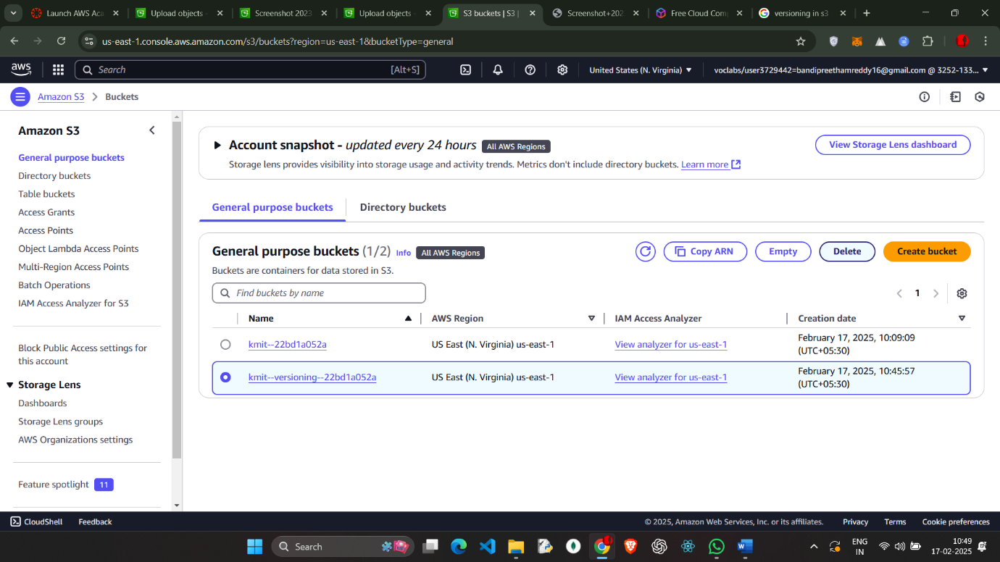 Launch AWS Aca
Upload objects -
Screenshot 2023
Upload objects -
S3 buckets | S3 |
Screenshot+202
Free Cloud Comp
versioning in s3
us-east-1.console.aws.amazon.com/s3/buckets?region=us-east-1&bucketType=general
aws
Search
[Alt+S]
United States (N. Virginia)
voclabs/user3729442=bandipreethamreddy16@gmail.com @ 3252-133...
Amazon S3
Buckets
Amazon S3
General purpose buckets
Directory buckets
Table buckets
Access Grants
Access Points
Object Lambda Access Points
Multi-Region Access Points
Batch Operations
IAM Access Analyzer for S3
Block Public Access settings for
this account
Storage Lens
Dashboards
Storage Lens groups
AWS Organizations settings
Feature spotlight 11
Account snapshot - updated every 24 hours All AWS Regions
Storage lens provides visibility into storage usage and activity trends. Metrics don't include directory buckets. Learn more
View Storage Lens dashboard
General purpose buckets
Directory buckets
General purpose buckets (1/2) Info All AWS Regions
Copy ARN
Empty
Delete
Create bucket
Buckets are containers for data stored in S3.
Find buckets by name
1
Name
AWS Region
IAM Access Analyzer
Creation date
kmit--22bd1a052a
US East (N. Virginia) us-east-1
View analyzer for us-east-1
February 17, 2025, 10:09:09
(UTC+05:30)
kmit--versioning--22bd1a052a
US East (N. Virginia) us-east-1
View analyzer for us-east-1
February 17, 2025, 10:45:57
(UTC+05:30)
CloudShell
Feedback
© 2025, Amazon Web Services, Inc. or its affiliates.
Privacy
Terms
Cookie preferences
Search
ENG
IN
10:49
17-02-2025